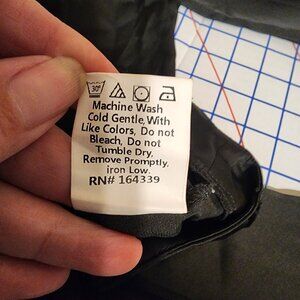 30°
Machine Wash
Cold Gentle, With
Like Colors, Do not
Bleach, Do not
Tumble Dry,
Remove Promptly,
iron Low.
RN# 164339